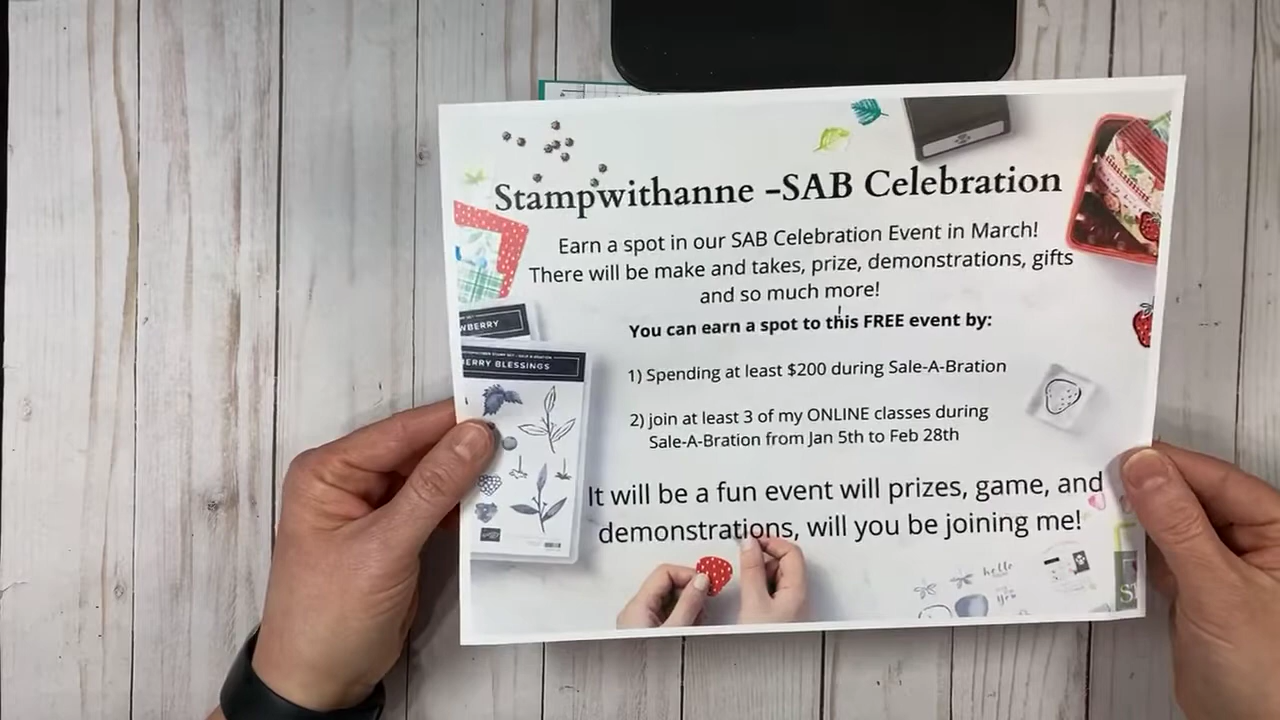 Stampwithanne -SAB Celebration
Earn a spot in our SAB Celebration Event in March!
There will be make and takes, prize, demonstrations, gifts
and so much more!
You can earn a spot to this FREE event by:
1) Spending at least $200 during Sale-A-Bration
2) join at least 3 of my ONLINE classes during
Sale-A-Bration from Jan 5th to Feb 28th
It will be a fun event will prizes, game, and
demonstrations, will you be joining me!
WBERRY
ERRY BLESSINGS
hello
you